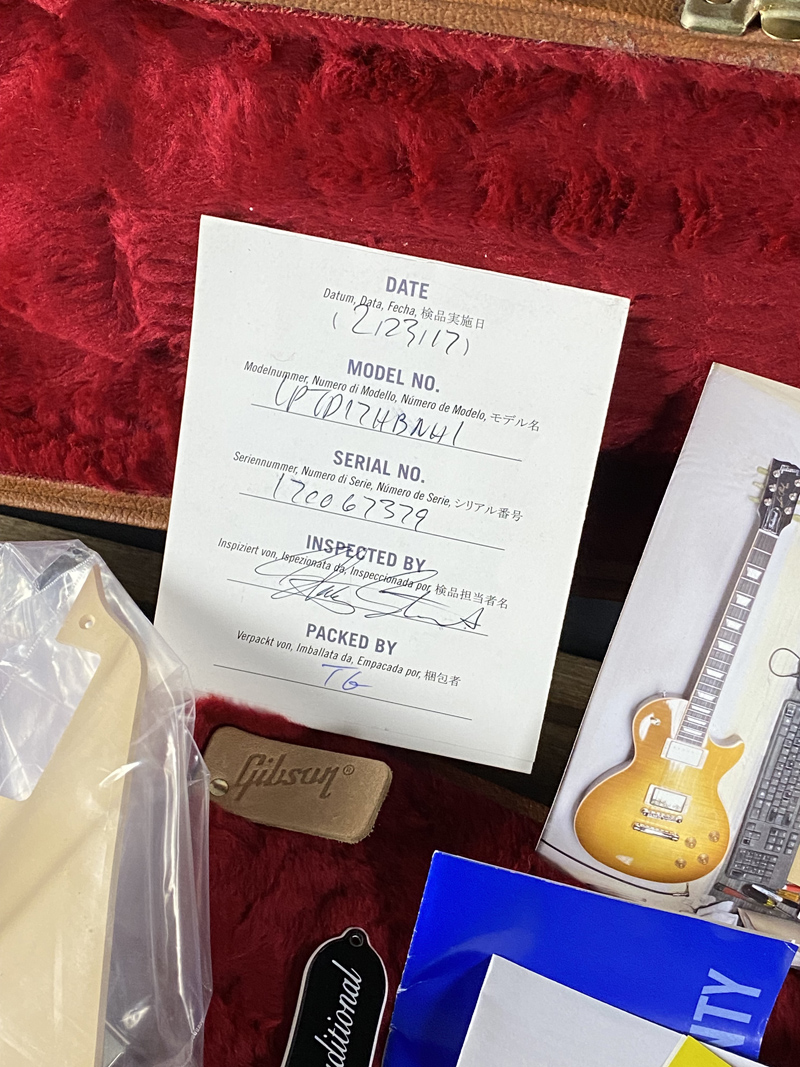 DATE
Datum, Data, Fecha, 検品実施日
12/23/17
MODEL NO.
Modelnummer, Numero di Modello, Número de Modelo, モデル名
LPTD17HBNH1
SERIAL NO.
Seriennummer, Numero di Serie, Número de Serie, シリアル番号
170067379
INSPECTED BY
Inspiziert von, Ispezionata da, Inspeccionada por, 検品担当者名
PACKED BY
Verpackt von, Imballata da, Empacada por, 梱包者
TG
Gibson®
ditional
NTY